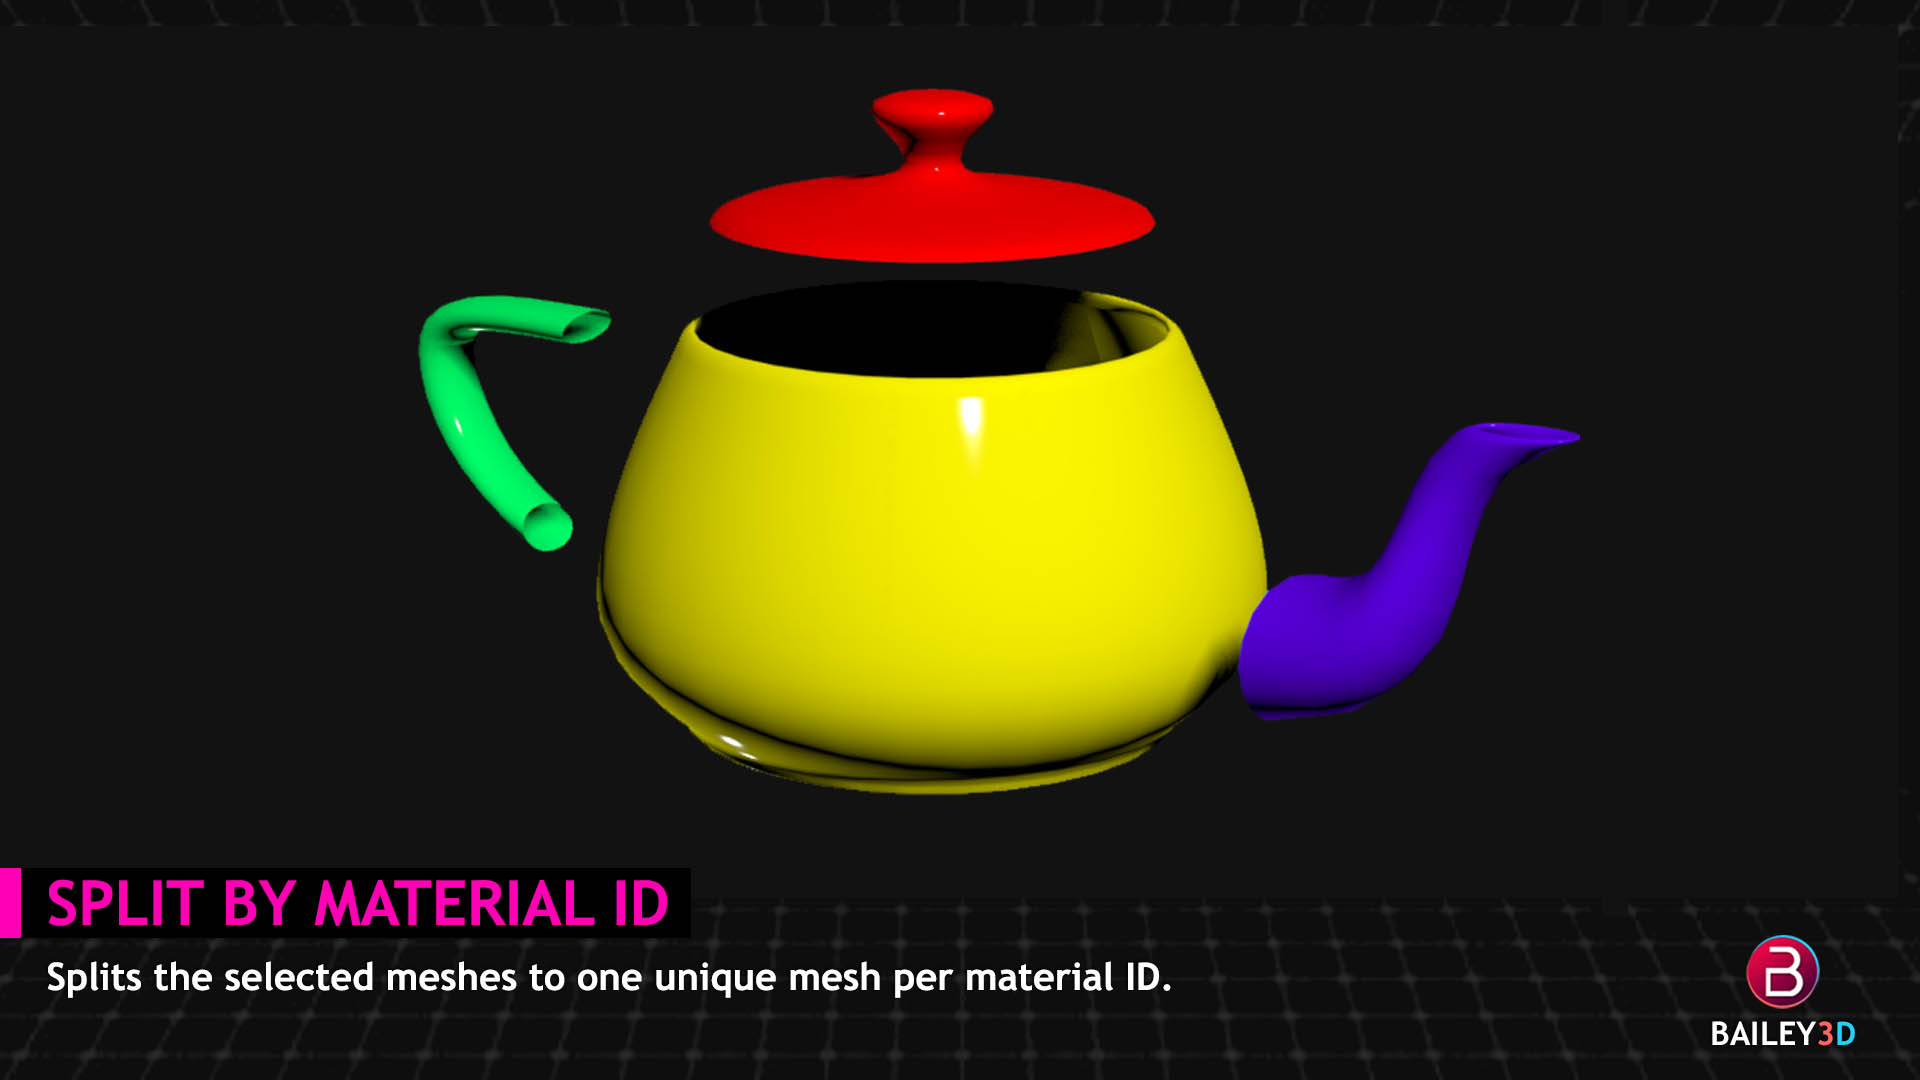 SPLIT BY MATERIAL ID
Splits the selected meshes to one unique mesh per material ID.
B
BAILEY3D